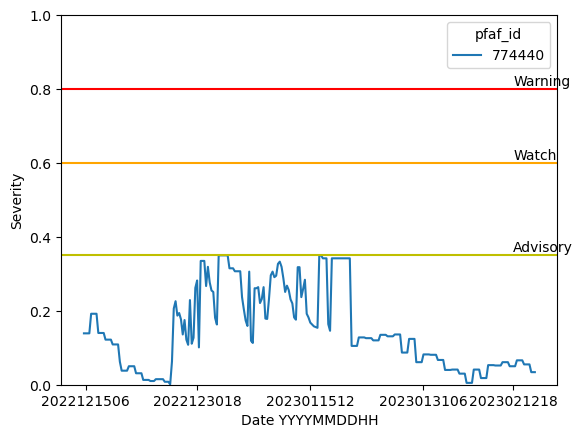 1.0
0.8
0.6
0.4
0.2
0.0
Severity
pfaf_id
774440
Warning
Watch
Advisory
2022121506 2022123018 2023011512 2023013106 2023021218
Date YYYYMMDDHH